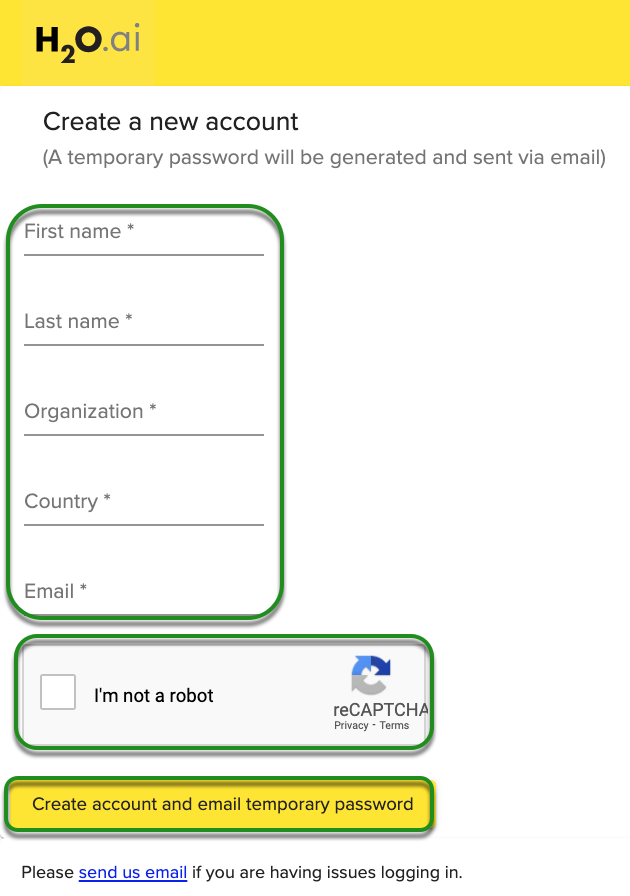 H2O.ai
Create a new account
(A temporary password will be generated and sent via email)
First name *
Last name *
Organization *
Country *
Email *
I'm not a robot
reCAPTCHA
Privacy - Terms
Create account and email temporary password
Please send us email if you are having issues logging in.